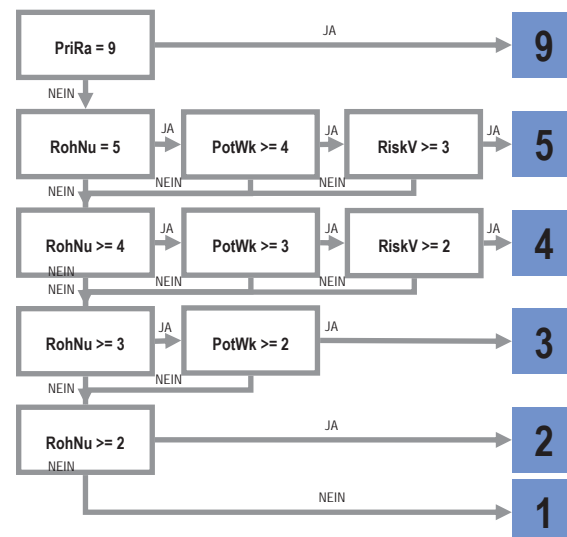 JA
PriRa = 9
9
NEIN
RohNu = 5
JA
PotWk >= 4
JA
RiskV >= 3
JA
5
NEIN
NEIN
NEIN
RohNu >= 4
JA
PotWk >= 3
JA
RiskV >= 2
JA
4
NEIN
NEIN
NEIN
NEIN
RohNu >= 3
JA
PotWk >= 2
JA
3
NEIN
NEIN
RohNu >= 2
JA
2
NEIN
NEIN
1